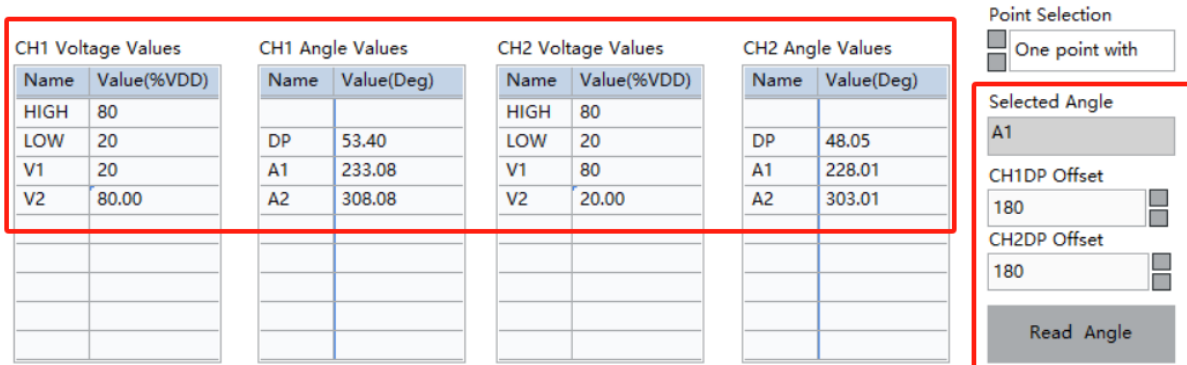 Point Selection
One point with
CH1 Voltage Values CH1 Angle Values CH2 Voltage Values CH2 Angle Values
Name Value(%VDD) Name Value(Deg) Name Value(%VDD) Name Value(Deg)
HIGH 80 HIGH 80
LOW 20 DP 53.40 LOW 20 DP 48.05
V1 20 A1 233.08 V1 80 A1 228.01
V2 80.00 A2 308.08 V2 20.00 A2 303.01
Selected Angle
A1
CH1DP Offset
180
CH2DP Offset
180
Read Angle